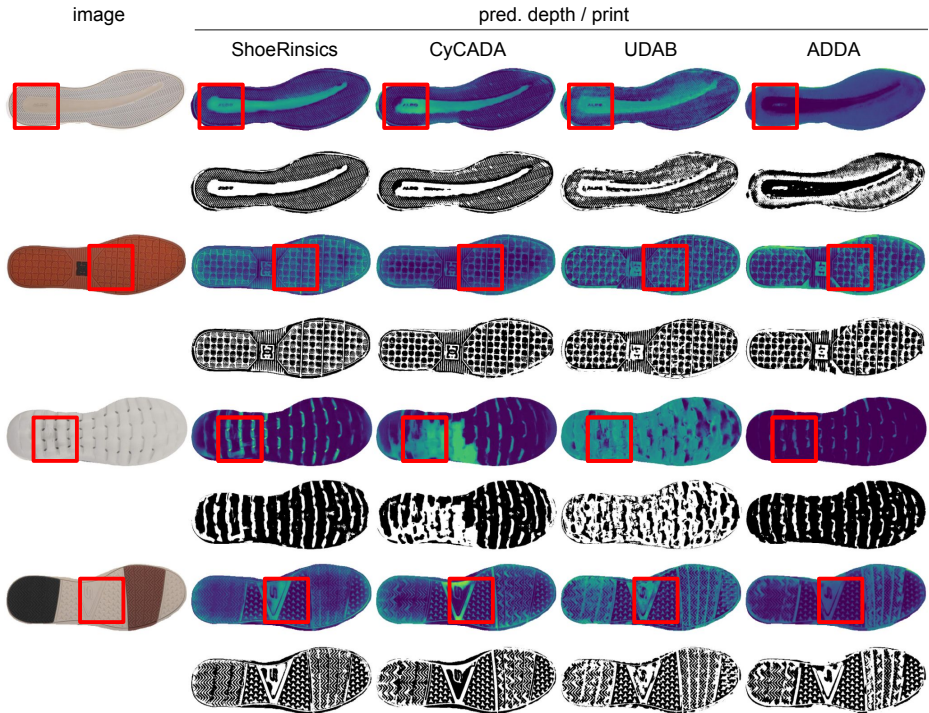 image
pred. depth / print
ShoeRinsics
CyCADA
UDAB
ADDA